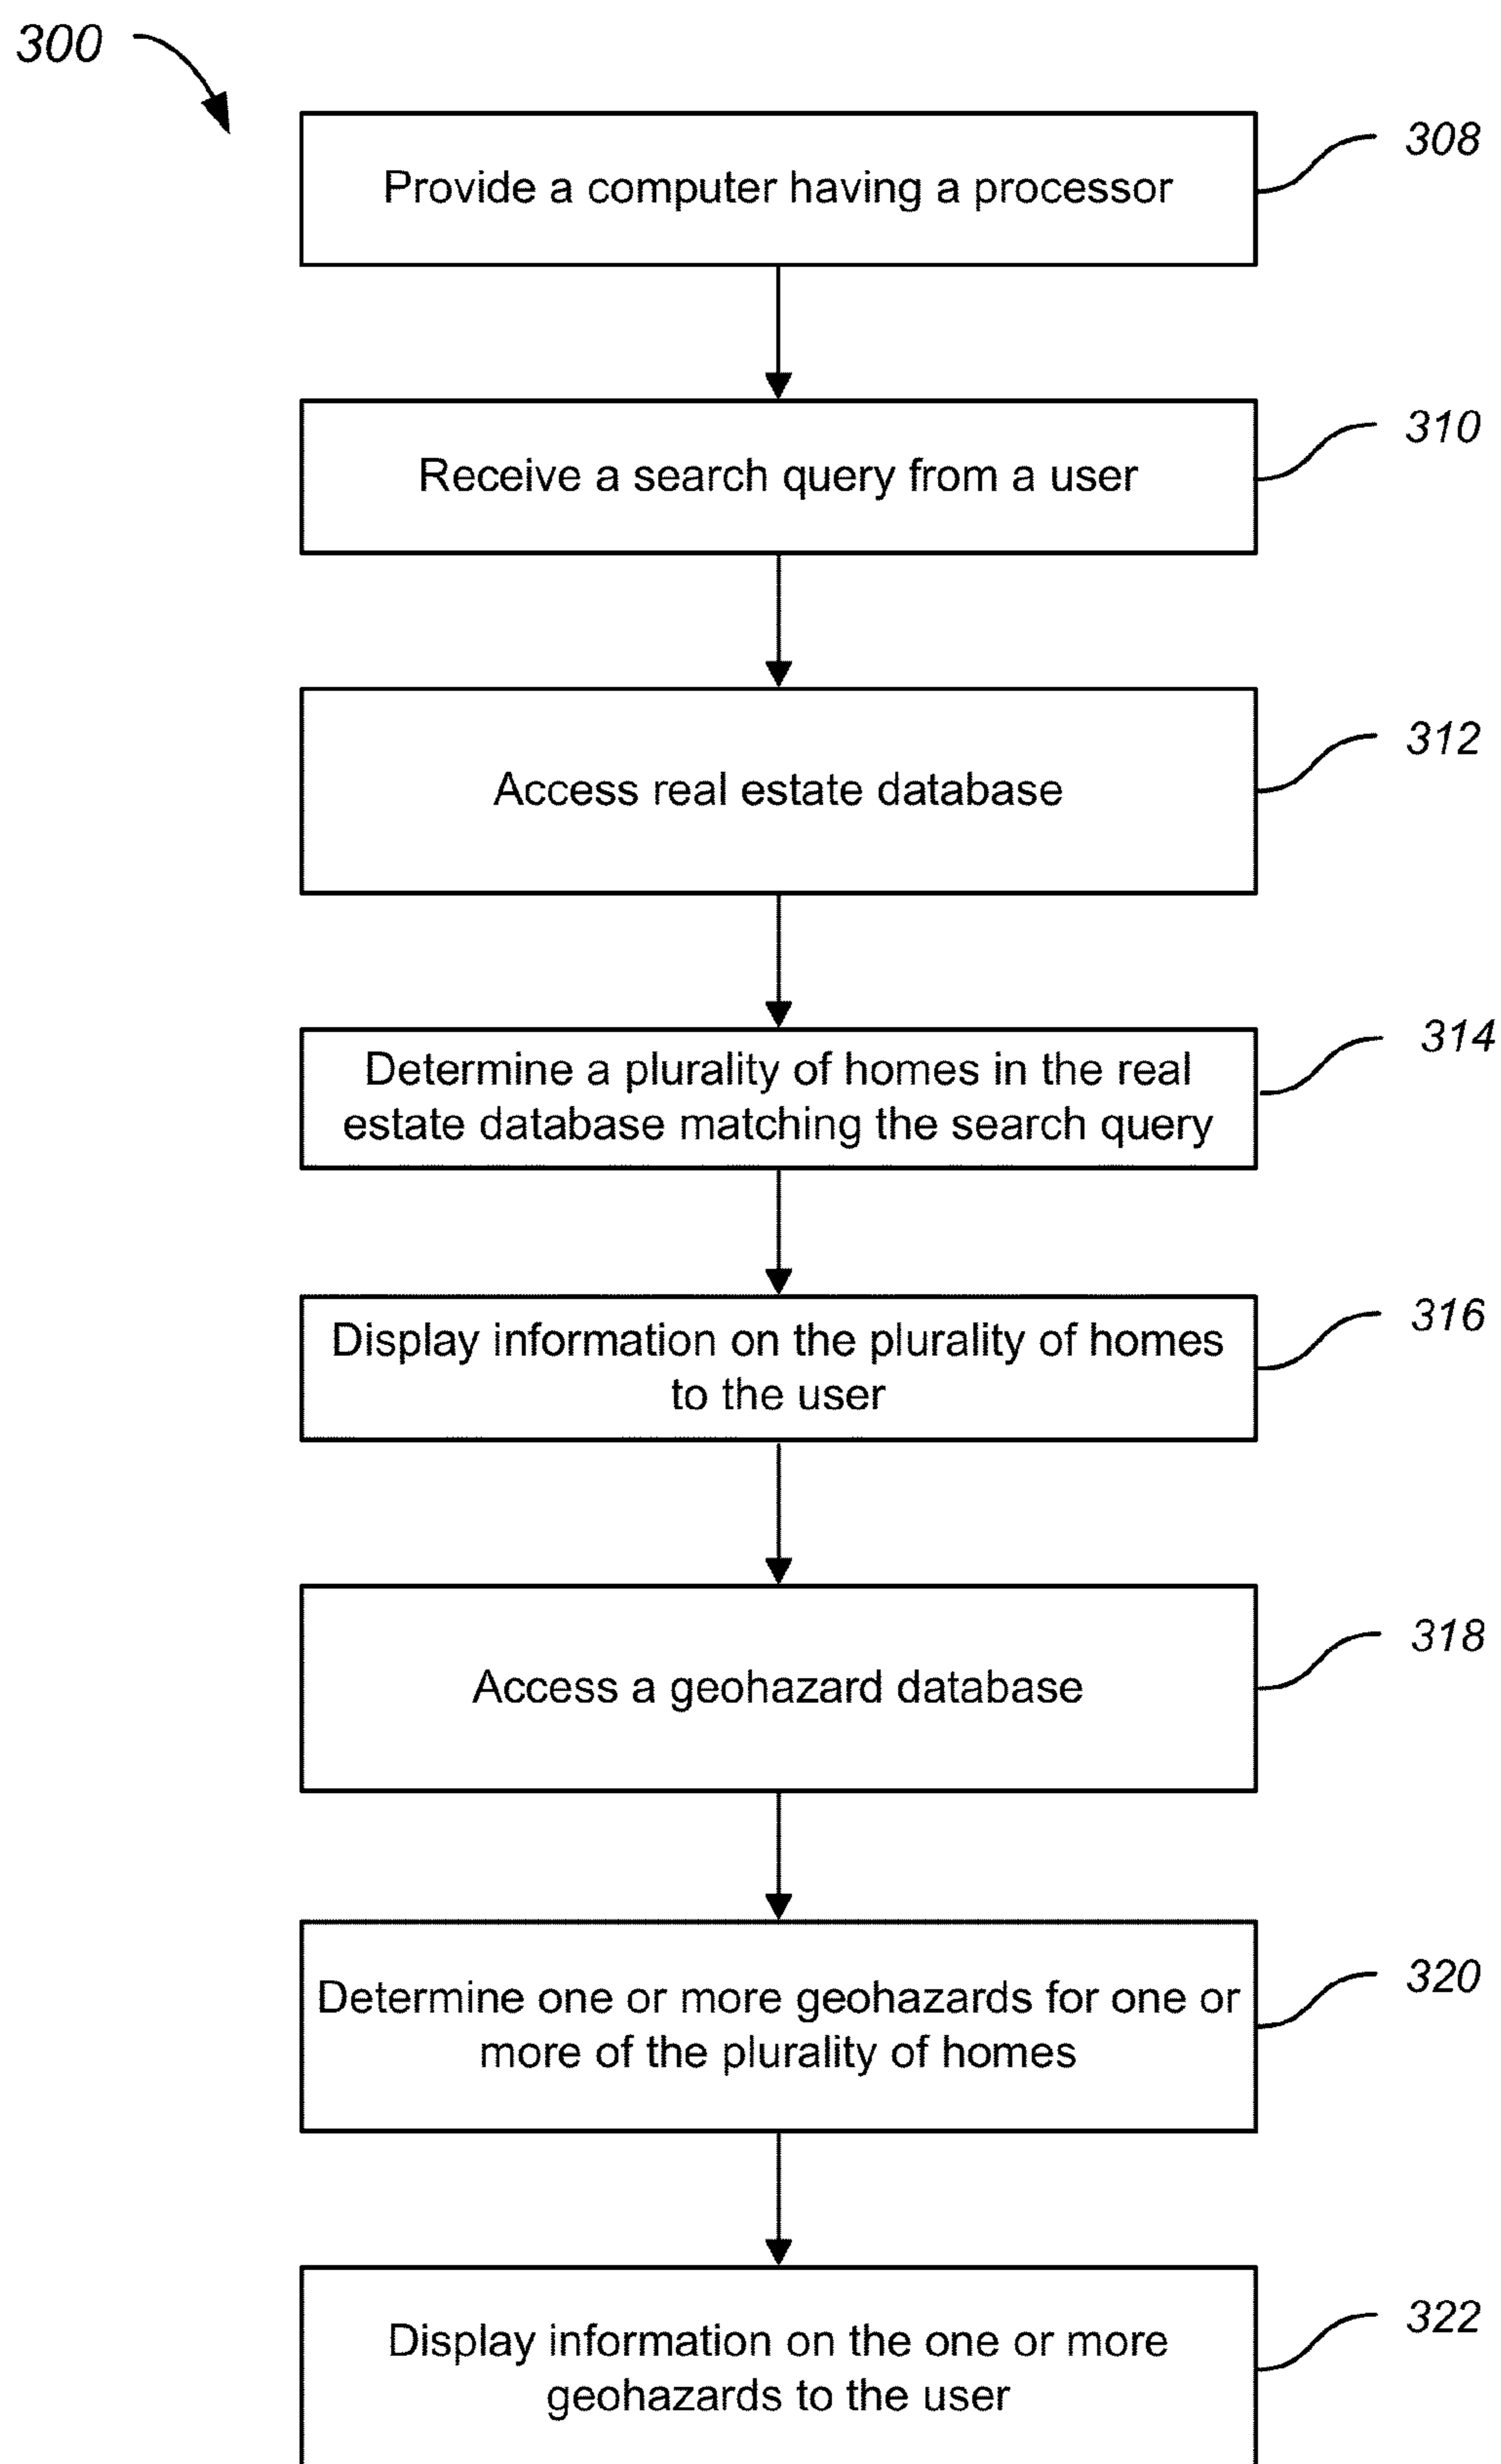 300
Provide a computer having a processor
308
Receive a search query from a user
310
Access real estate database
312
Determine a plurality of homes in the real
estate database matching the search query
314
Display information on the plurality of homes
to the user
316
Access a geohazard database
318
Determine one or more geohazards for one or
more of the plurality of homes
320
Display information on the one or more
geohazards to the user
322